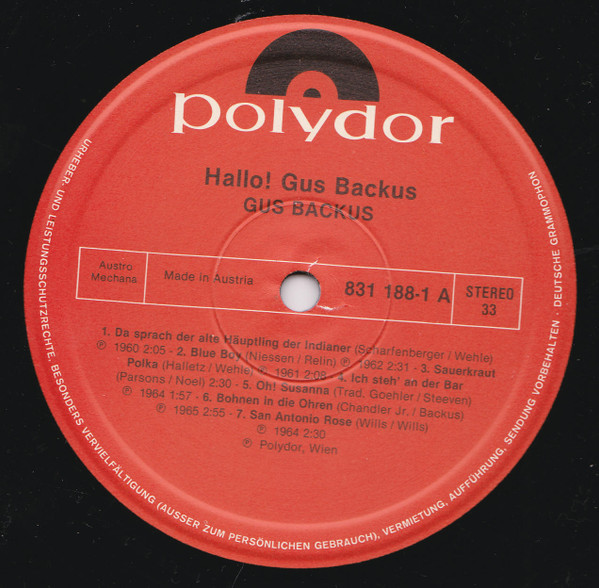 polydor
Hallo! Gus Backus
GUS BACKUS
Austro
Mechana
Made in Austria
831 188-1 A
STEREO
33
1. Da sprach der alte Häuptling der Indianer (Scharfenberger / Wehle)
℗ 1960 2:05 - 2. Blue Boy (Niessen / Relin) ℗ 1962 2:31 - 3. Sauerkraut
Polka (Halletz / Wehle) ℗ 1961 2:08 - 4. Ich steh' an der Bar
(Parsons / Noel) 2:30 - 5. Oh! Susanna (Trad. Goehler / Steeven)
℗ 1964 1:57 - 6. Bohnen in die Ohren (Chandler Jr. / Backus)
℗ 1965 2:55 - 7. San Antonio Rose (Wills / Wills)
℗ 1964 2:30
℗ Polydor, Wien
URHEBER- UND LEISTUNGSSCHUTZRECHTE, BESONDERS VERVIELFÄLTIGUNG (AUSSER ZUM PERSÖNLICHEN GEBRAUCH), VERMIETUNG, AUFFÜHRUNG, SENDUNG VORBEHALTEN · DEUTSCHE GRAMMOPHON